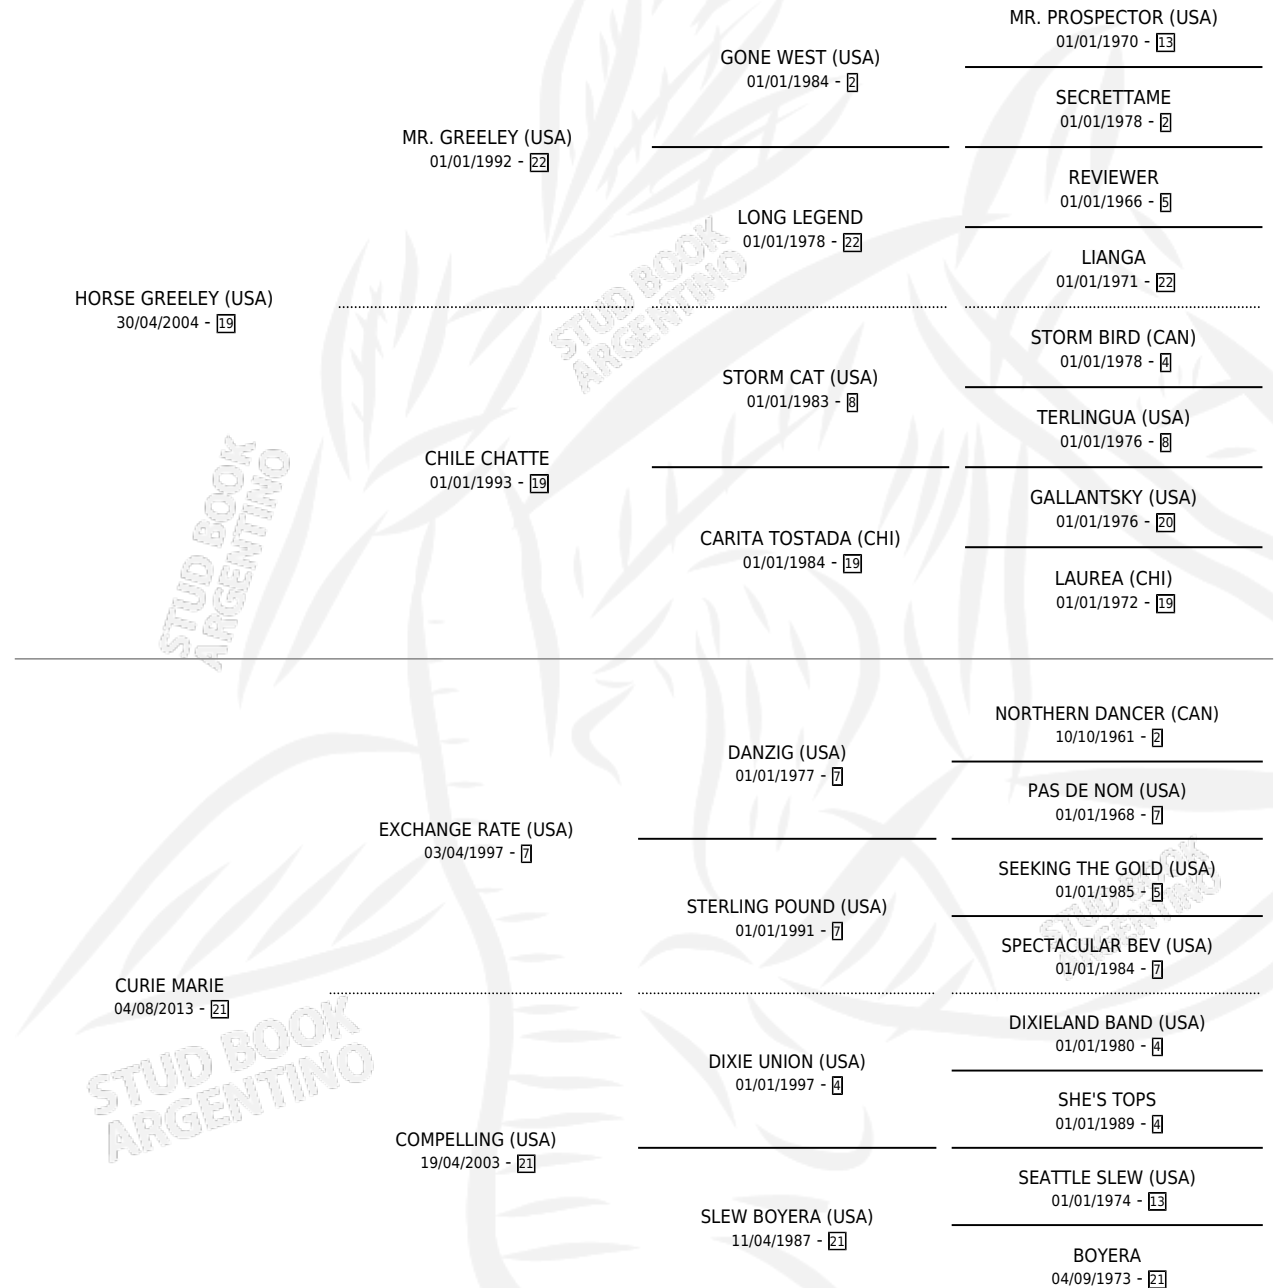 MR. PROSPECTOR (USA)
01/01/1970 - 13
GONE WEST (USA)
01/01/1984 - 2
SECRETTAME
01/01/1978 - 2
MR. GREELEY (USA)
01/01/1992 - 22
REVIEWER
01/01/1966 - 5
LONG LEGEND
01/01/1978 - 22
LIANGA
01/01/1971 - 22
HORSE GREELEY (USA)
30/04/2004 - 19
STORM BIRD (CAN)
01/01/1978 - 4
STORM CAT (USA)
01/01/1983 - 8
TERLINGUA (USA)
01/01/1976 - 8
CHILE CHATTE
01/01/1993 - 19
GALLANTSKY (USA)
01/01/1976 - 20
CARITA TOSTADA (CHI)
01/01/1984 - 19
LAUREA (CHI)
01/01/1972 - 19
NORTHERN DANCER (CAN)
10/10/1961 - 2
DANZIG (USA)
01/01/1977 - 7
PAS DE NOM (USA)
01/01/1968 - 7
EXCHANGE RATE (USA)
03/04/1997 - 7
SEEKING THE GOLD (USA)
01/01/1985 - 5
STERLING POUND (USA)
01/01/1991 - 7
SPECTACULAR BEV (USA)
01/01/1984 - 7
CURIE MARIE
04/08/2013 - 21
DIXIELAND BAND (USA)
01/01/1980 - 4
DIXIE UNION (USA)
01/01/1997 - 4
SHE'S TOPS
01/01/1989 - 4
COMPELLING (USA)
19/04/2003 - 21
SEATTLE SLEW (USA)
01/01/1974 - 13
SLEW BOYERA (USA)
11/04/1987 - 21
BOYERA
04/09/1973 - 21
STUD BOOK
ARGENTINO
STUD BOOK
ARGENTINO
STUD BOOK
ARGENTINO
STUD BOOK
ARGENTINO